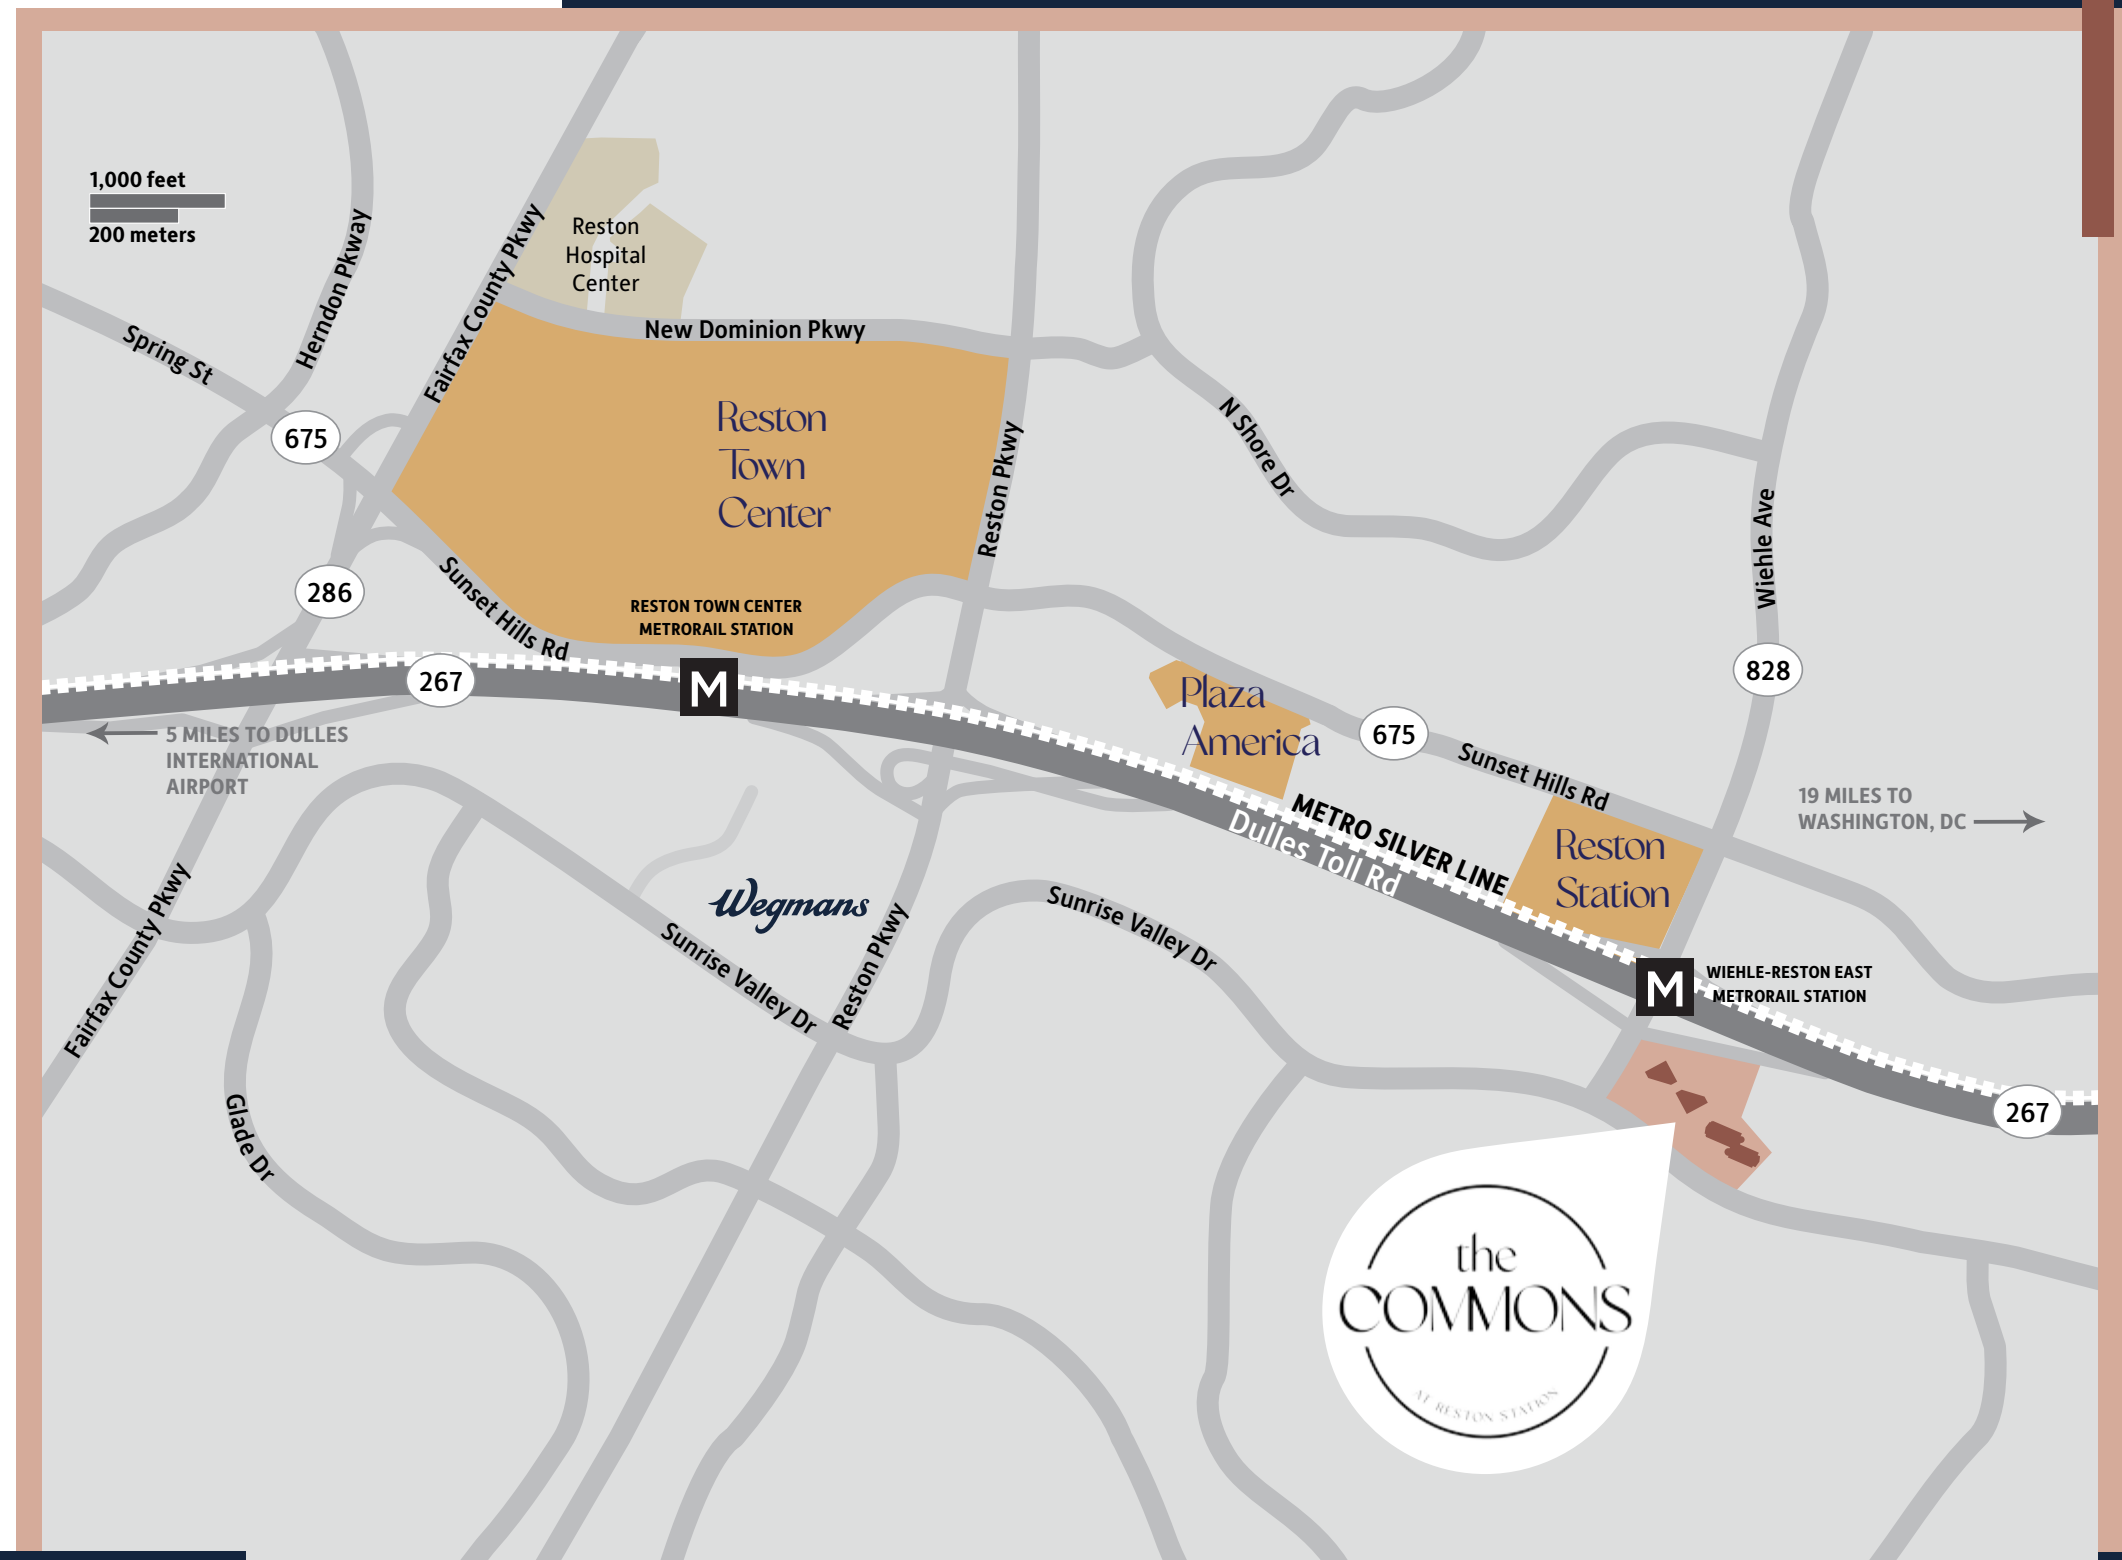 1,000 feet
200 meters
Herndon Pkway
Fairfax County Pkwy
Reston
Hospital
Center
Spring St
New Dominion Pkwy
675
Reston
Town
Center
Reston Pkwy
N Shore Dr
Wiehle Ave
286
Sunset Hills Rd
RESTON TOWN CENTER
METRORAIL STATION
M
267
828
Plaza
America
675
Sunset Hills Rd
5 MILES TO DULLES
INTERNATIONAL
AIRPORT
METRO SILVER LINE
Dulles Toll Rd
19 MILES TO
WASHINGTON, DC
Reston
Station
Wegmans
Fairfax County Pkwy
Sunrise Valley Dr
Reston Pkwy
Sunrise Valley Dr
M
WIEHLE-RESTON EAST
METRORAIL STATION
267
Glade Dr
the
COMMONS
AT RESTON STATION